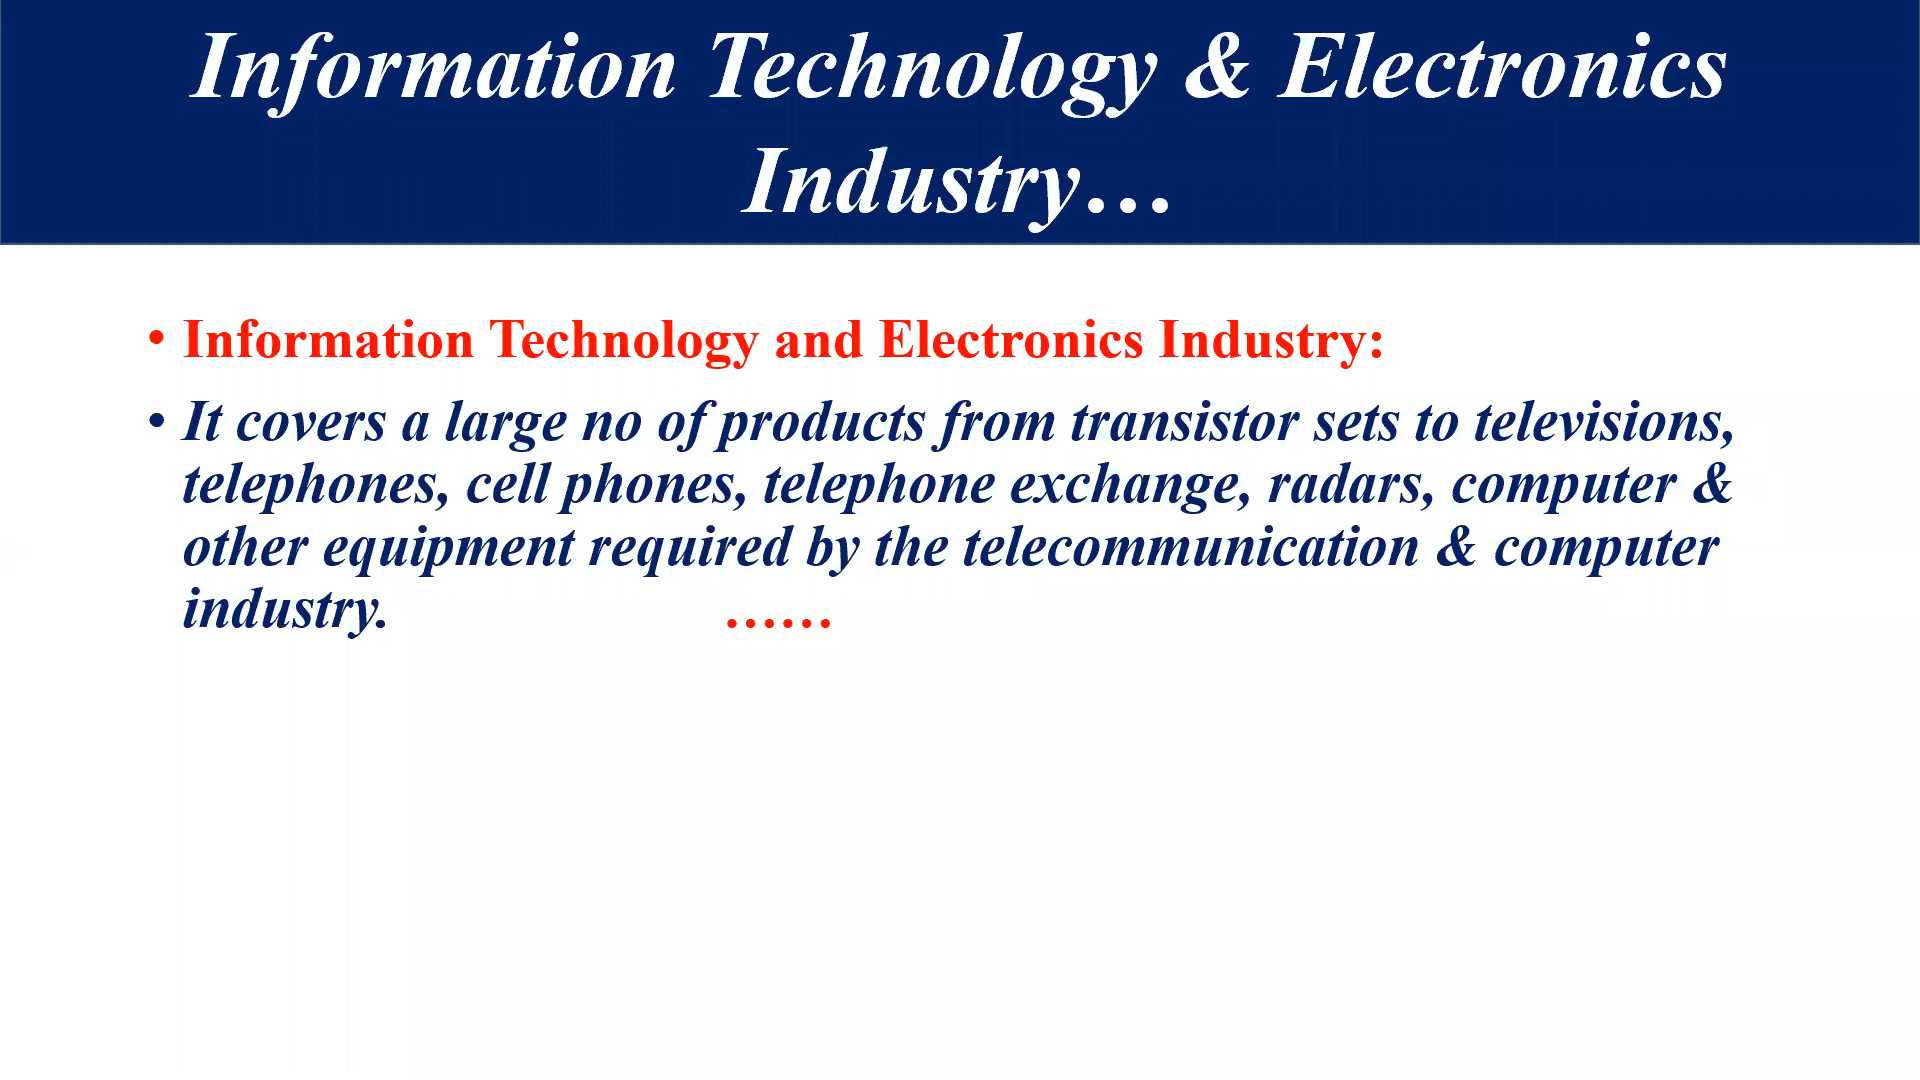 Information Technology & Electronics
Industry...
• Information Technology and Electronics Industry:
• It covers a large no of products from transistor sets to televisions,
telephones, cell phones, telephone exchange, radars, computer &
other equipment required by the telecommunication & computer
industry. ......